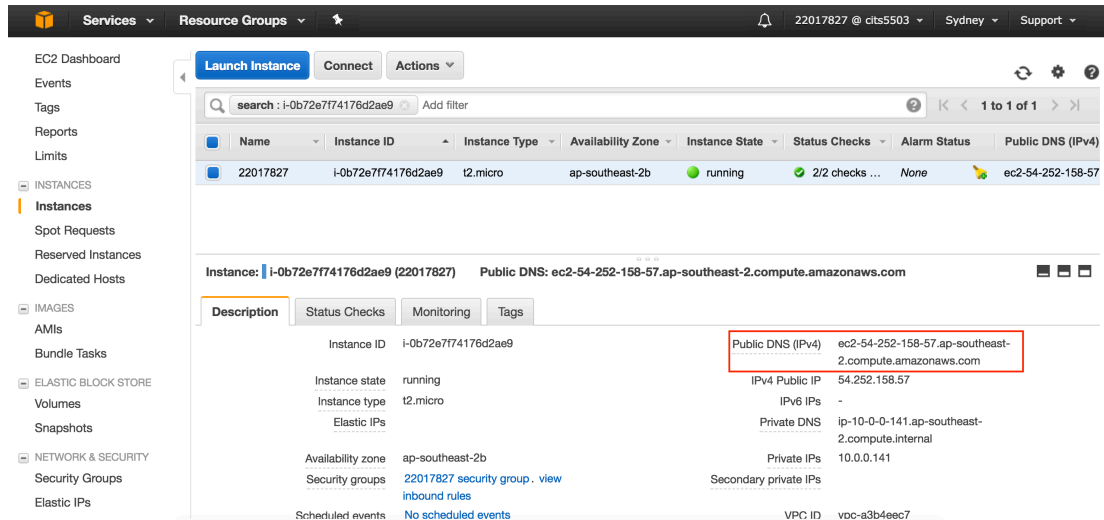 Services Resource Groups 22017827 @ cits5503 Sydney Support
EC2 Dashboard
Events
Tags
Reports
Limits
INSTANCES
Instances
Spot Requests
Reserved Instances
Dedicated Hosts
IMAGES
AMIs
Bundle Tasks
ELASTIC BLOCK STORE
Volumes
Snapshots
NETWORK & SECURITY
Security Groups
Elastic IPs
Launch Instance Connect Actions
search : i-0b72e7f74176d2ae9 Add filter 1 to 1 of 1
Name Instance ID Instance Type Availability Zone Instance State Status Checks Alarm Status Public DNS (IPv4)
22017827 i-0b72e7f74176d2ae9 t2.micro ap-southeast-2b running 2/2 checks ... None ec2-54-252-158-57
Instance: i-0b72e7f74176d2ae9 (22017827) Public DNS: ec2-54-252-158-57.ap-southeast-2.compute.amazonaws.com
Description Status Checks Monitoring Tags
Instance ID i-0b72e7f74176d2ae9
Instance state running
Instance type t2.micro
Elastic IPs
Availability zone ap-southeast-2b
Security groups 22017827 security group. view
inbound rules
Scheduled events No scheduled events
Public DNS (IPv4) ec2-54-252-158-57.ap-southeast-
2.compute.amazonaws.com
IPv4 Public IP 54.252.158.57
IPv6 IPs -
Private DNS ip-10-0-0-141.ap-southeast-
2.compute.internal
Private IPs 10.0.0.141
Secondary private IPs
VPC ID vpc-a3b4eec7